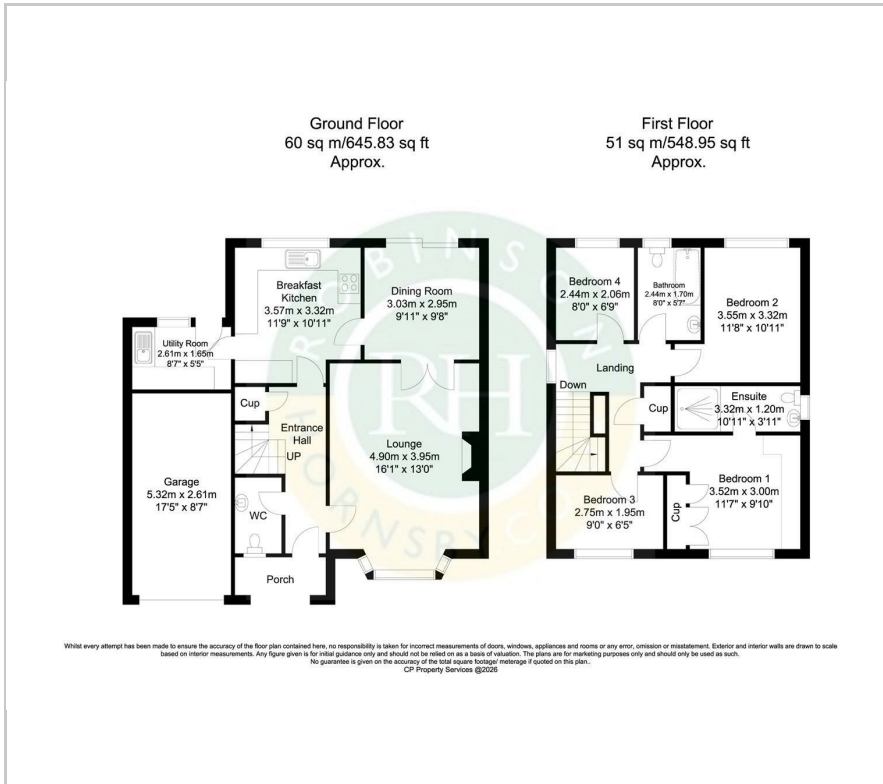 Ground Floor
60 sq m/645.83 sq ft
Approx.
First Floor
51 sq m/548.95 sq ft
Approx.
Breakfast
Kitchen
3.57m x 3.32m
11'9" x 10'11"
Dining Room
3.03m x 2.95m
9'11" x 9'8"
Utility Room
2.61m x 1.65m
8'7" x 5'5"
Cup
Entrance
Hall
UP
Lounge
4.90m x 3.95m
16'1" x 13'0"
Garage
5.32m x 2.61m
17'5" x 8'7"
WC
Porch
Bedroom 4
2.44m x 2.06m
8'0" x 6'9"
Bathroom
2.44m x 1.70m
8'0" x 5'7"
Bedroom 2
3.55m x 3.32m
11'8" x 10'11"
Landing
Down
Cup
Ensuite
3.32m x 1.20m
10'11" x 3'11"
Bedroom 3
2.75m x 1.95m
9'0" x 6'5"
Cup
Bedroom 1
3.52m x 3.00m
11'7" x 9'10"
ROBINSON
RH
HORNSBY CO
Whilst every attempt has been made to ensure the accuracy of the floor plan contained here, no responsibility is taken for incorrect measurements of doors, windows, appliances and rooms or any error, omission or misstatement. Exterior and interior walls are drawn to scale
based on interior measurements. Any figure given is for initial guidance only and should not be relied on as a basis of valuation. The plans are for marketing purposes only and should only be used as such.
No guarantee is given on the accuracy of the total square footage/ meterage if quoted on this plan..
CP Property Services @2026